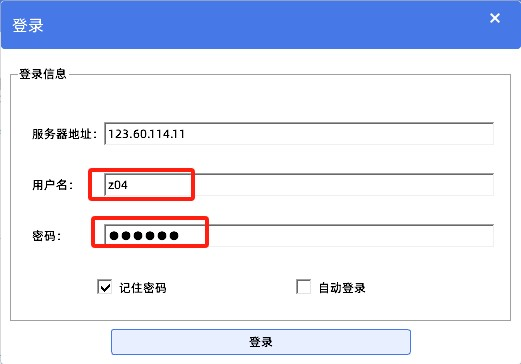 登录
登录信息
服务器地址：123.60.114.11
用户名：z04
密码：●●●●●●
记住密码 自动登录
登录